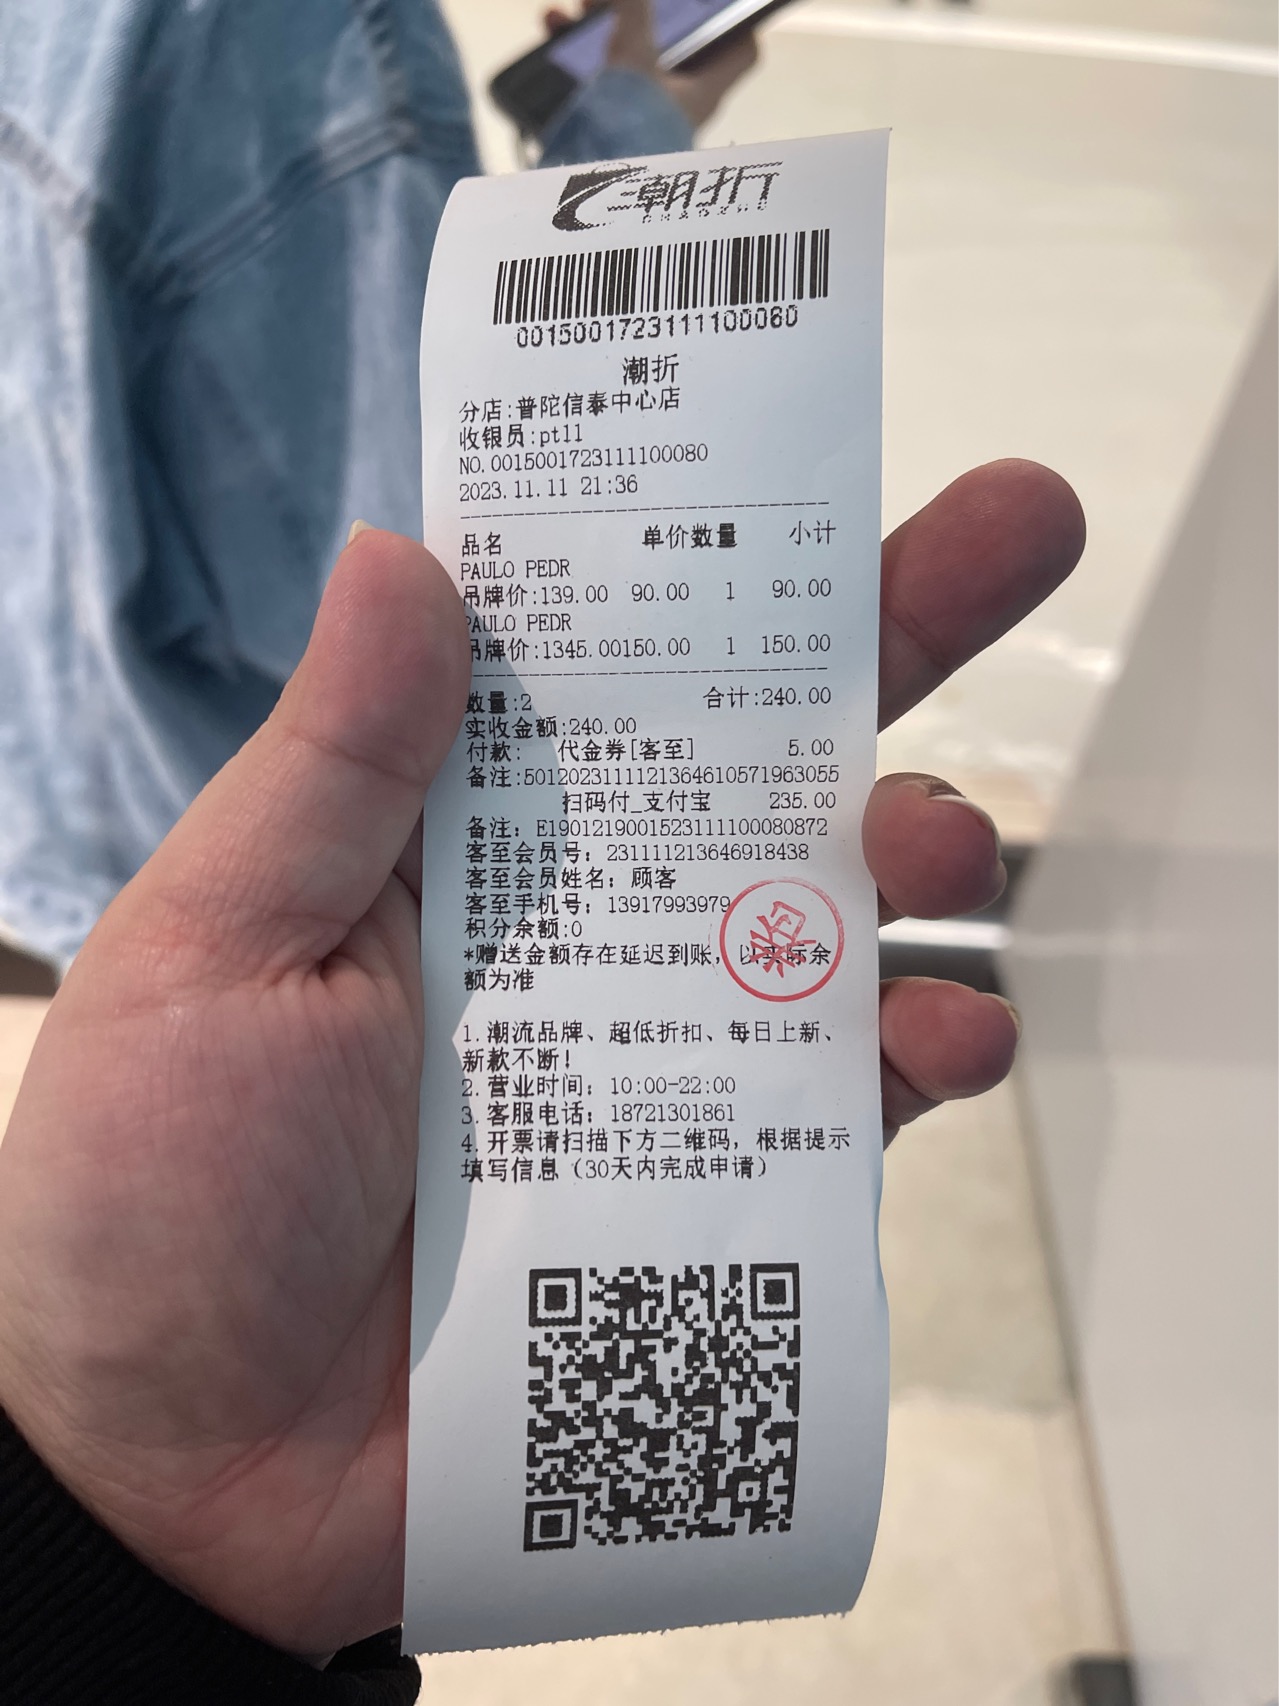 潮折
CHAOZHE
001500172311110​0080
潮折
分店:普陀信泰中心店
收银员:pt11
NO.0015001723111100080
2023.11.11 21:36
品名 单价数量 小计
PAULO PEDR
吊牌价:139.00 90.00 1 90.00
PAULO PEDR
吊牌价:1345.00150.00 1 150.00
数量:2 合计:240.00
实收金额:240.00
付款: 代金券[客至] 5.00
备注:5012023111121364610571963055
扫码付_支付宝 235.00
备注: E1901219001523111100080872
客至会员号: 231111213646918438
客至会员姓名: 顾客
客至手机号: 13917993979
积分余额:0
*赠送金额存在延迟到账，以实际余
额为准
1.潮流品牌、超低折扣、每日上新、
新款不断!
2.营业时间: 10:00-22:00
3.客服电话: 18721301861
4.开票请扫描下方二维码，根据提示
填写信息（30天内完成申请）